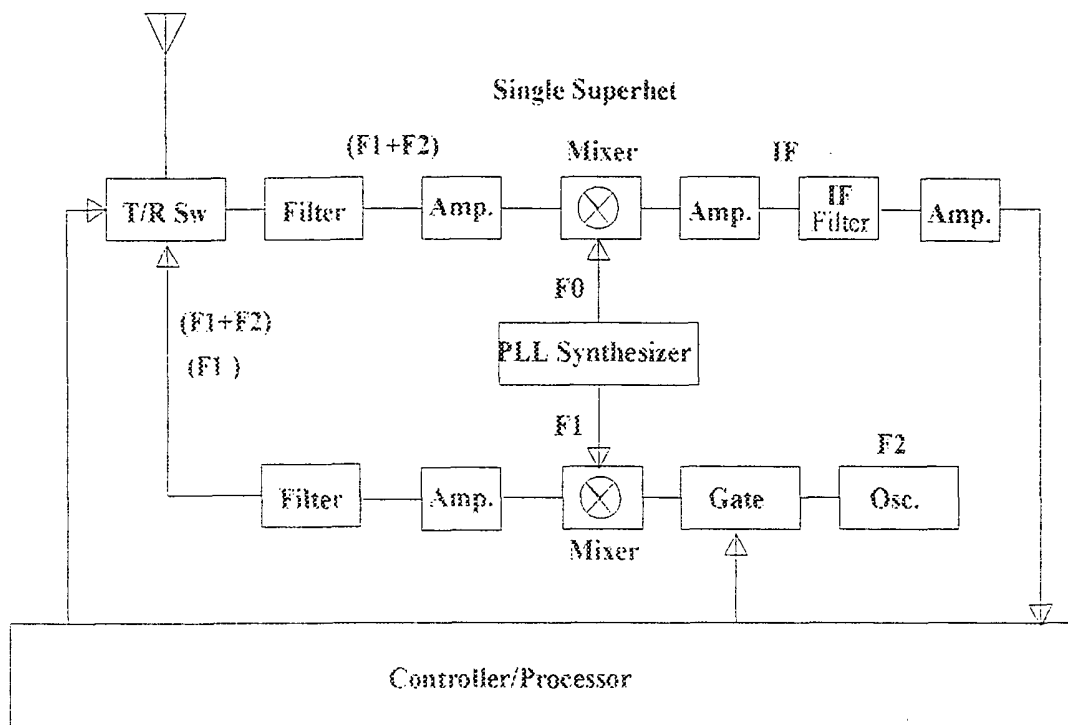 Single Superhet
(F1+F2)
Mixer
IF
T/R Sw
Filter
Amp.
Amp.
IF
Filter
Amp.
F0
(F1+F2)
(F1 )
PLL Synthesizer
F1
F2
Filter
Amp.
Gate
Osc.
Mixer
Controller/Processor